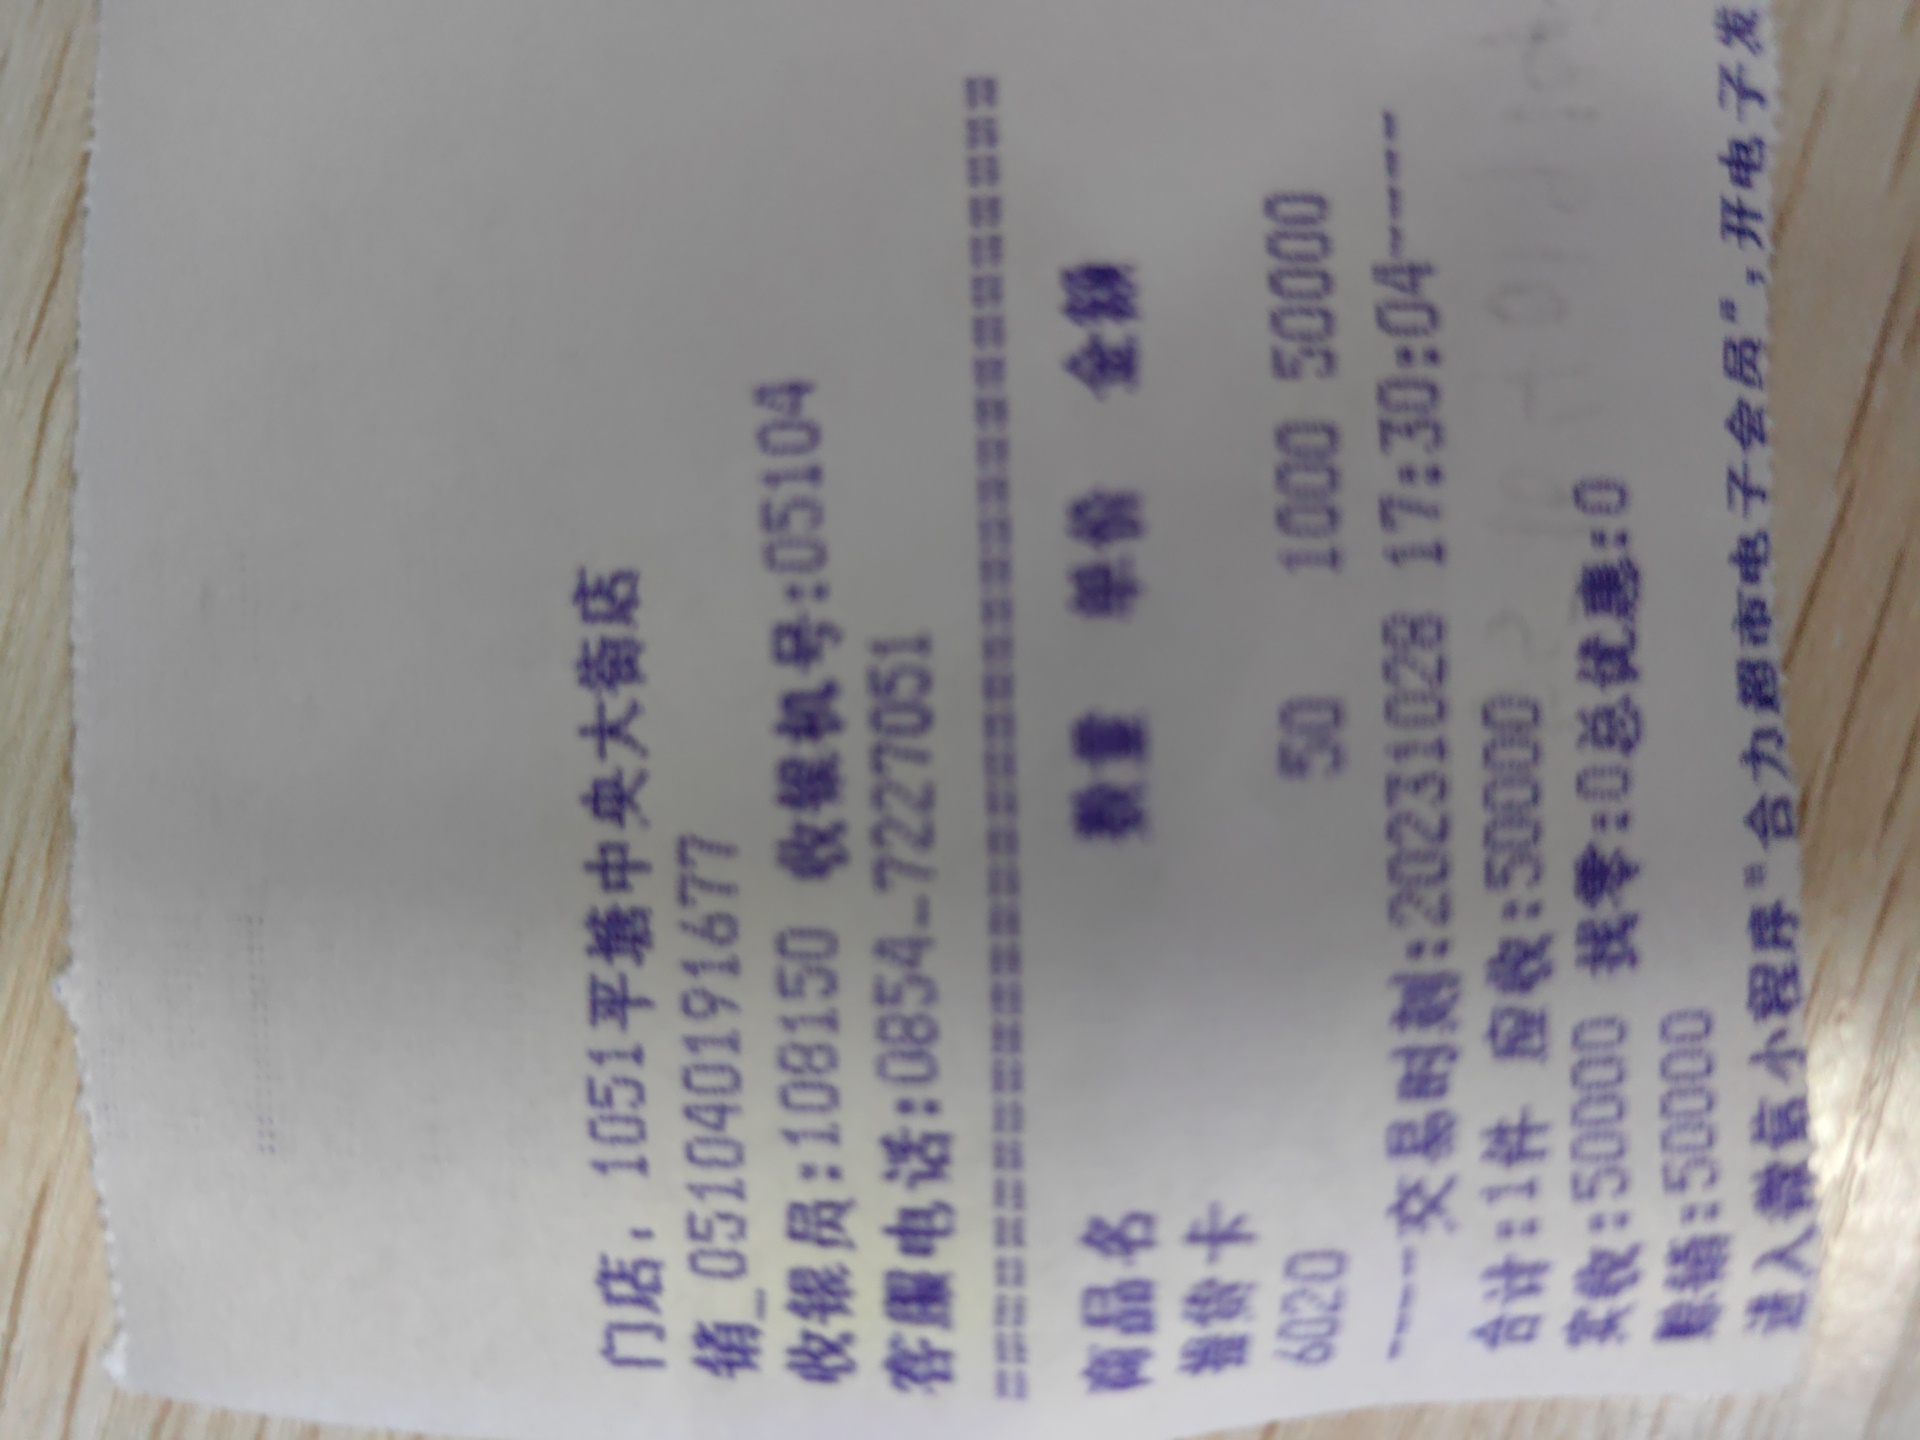 门店: 1051平塘中央大街店
销_051040191677
收银员:108150 收银机号:05104
客服电话:0854-7227051
==================================
商品名 数量 单价 金额
提货卡
6020 50 1000 50000
----交易时刻:20231028 17:30:04-----
合计:1件 应收:50000
实收:50000 找零:0总优惠:0
赊销:50000
进入微信小程序"合力超市电子会员",开电子发